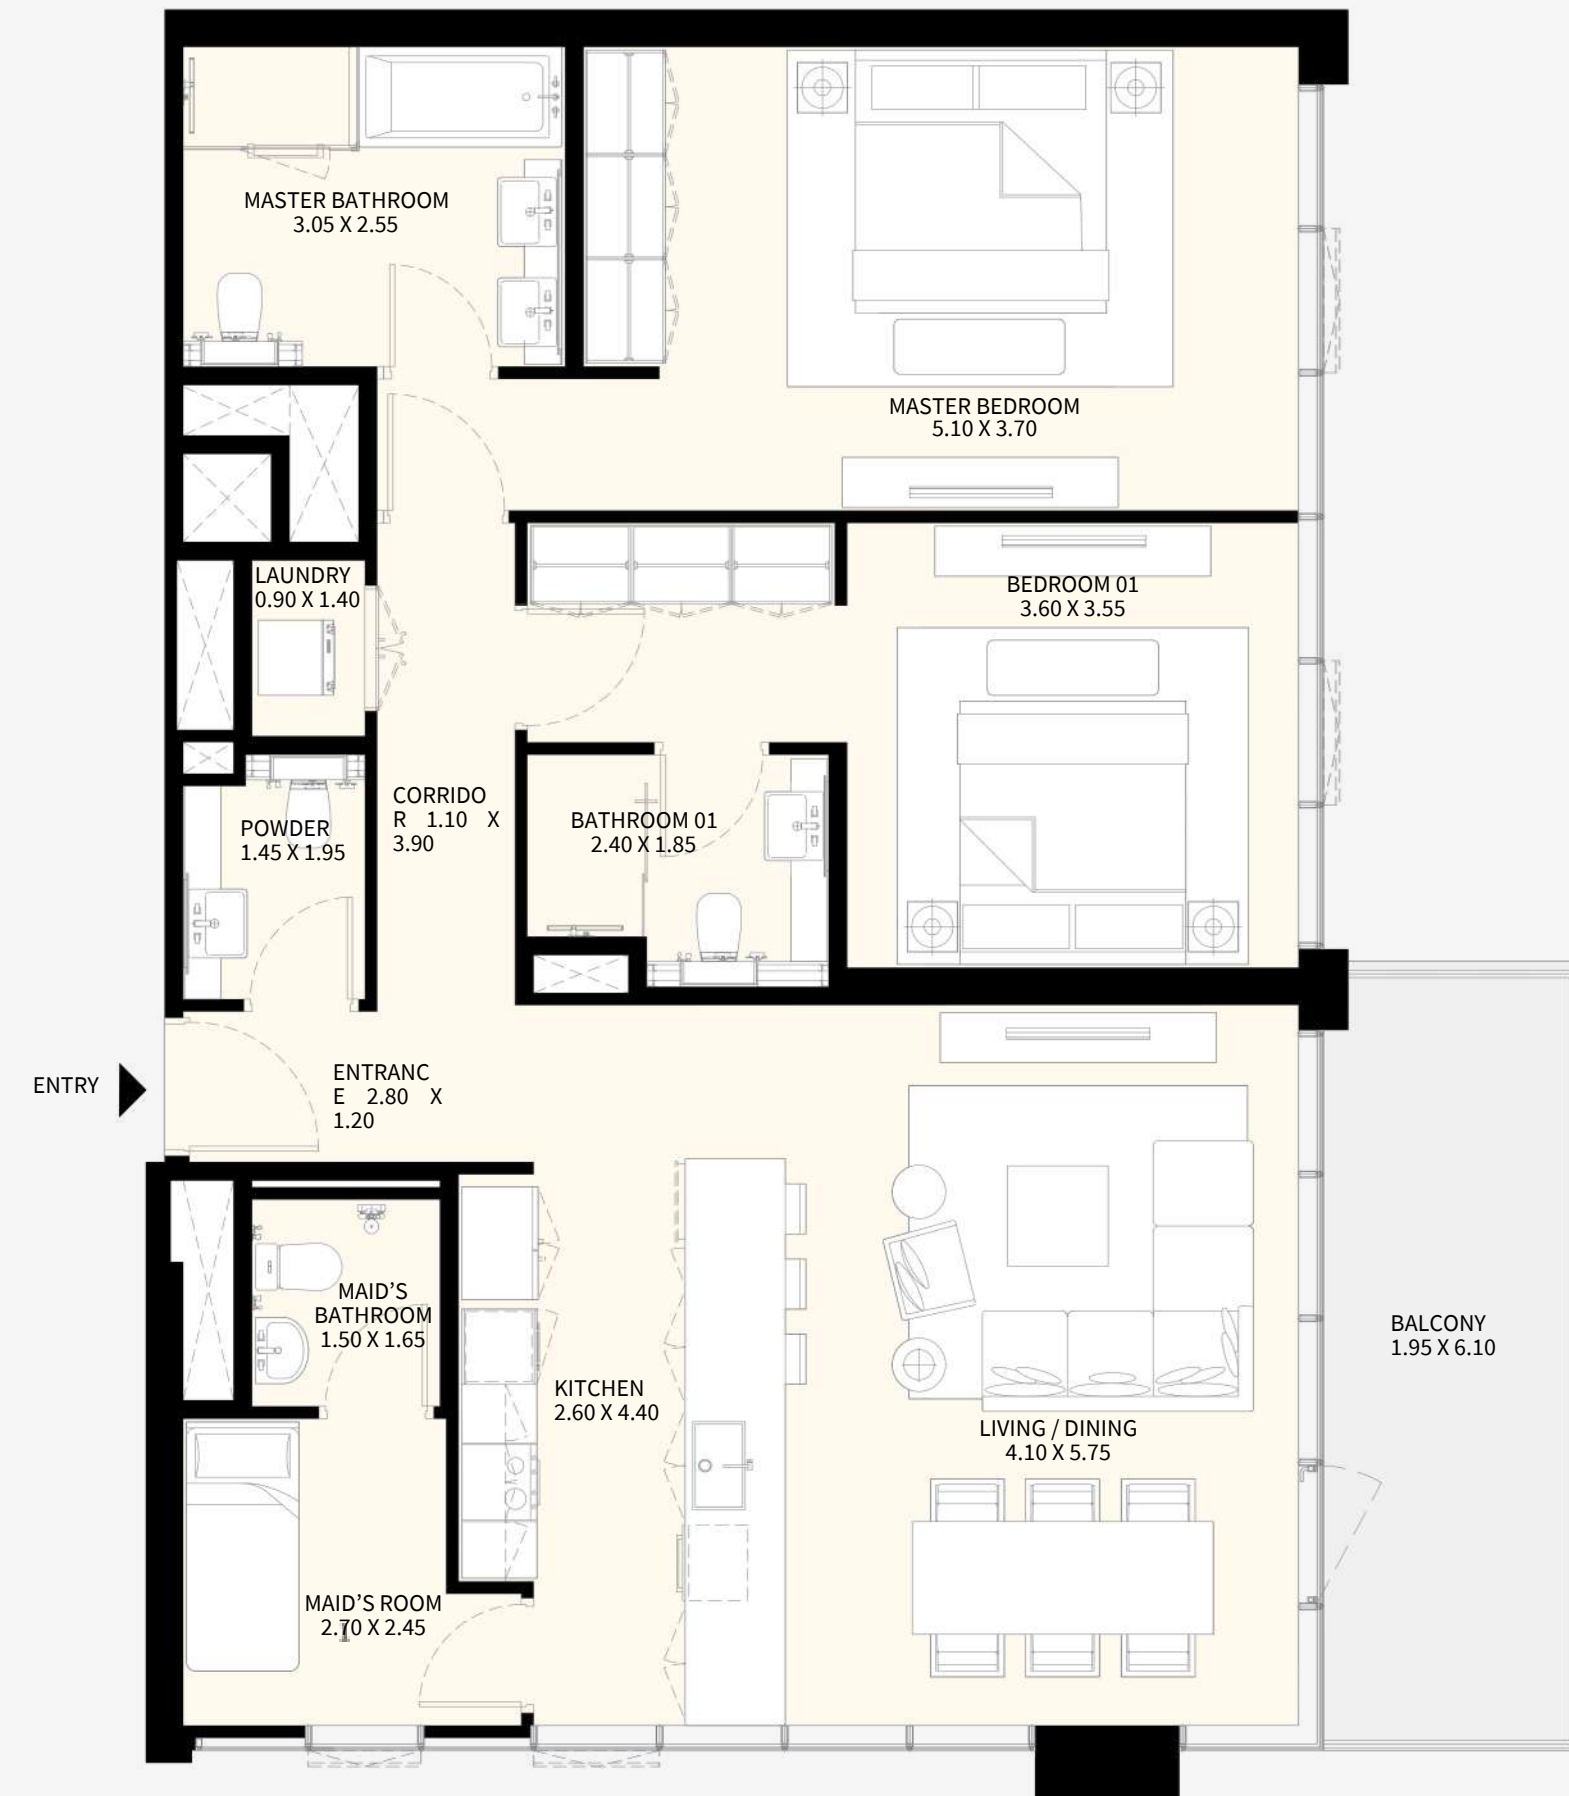 MASTER BATHROOM
3.05 X 2.55
MASTER BEDROOM
5.10 X 3.70
LAUNDRY
0.90 X 1.40
BEDROOM 01
3.60 X 3.55
CORRIDO
R 1.10 X
3.90
POWDER
1.45 X 1.95
BATHROOM 01
2.40 X 1.85
ENTRY
ENTRANC
E 2.80 X
1.20
MAID'S
BATHROOM
1.50 X 1.65
KITCHEN
2.60 X 4.40
LIVING / DINING
4.10 X 5.75
BALCONY
1.95 X 6.10
MAID'S ROOM
2.70 X 2.45